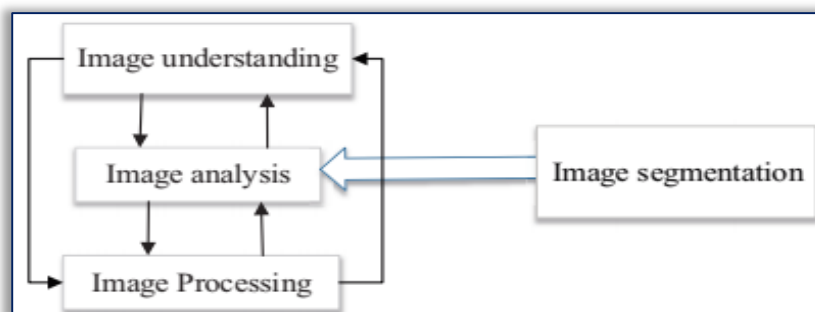 Image understanding
Image analysis
Image segmentation
Image Processing